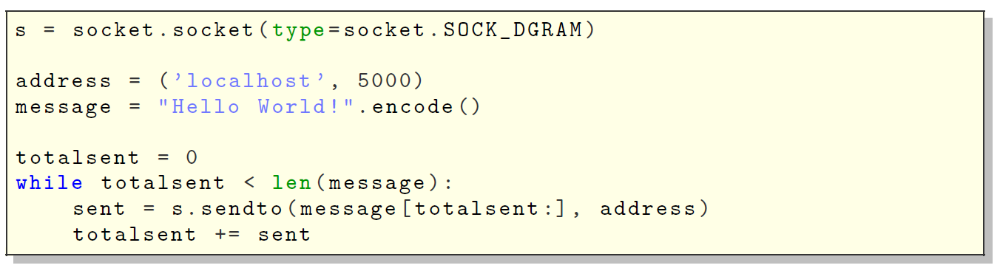 s = socket.socket(type=socket.SOCK_DGRAM)
address = ('localhost', 5000)
message = "Hello World!".encode()
totalsent = 0
while totalsent < len(message):
    sent = s.sendto(message[totalsent:], address)
    totalsent += sent